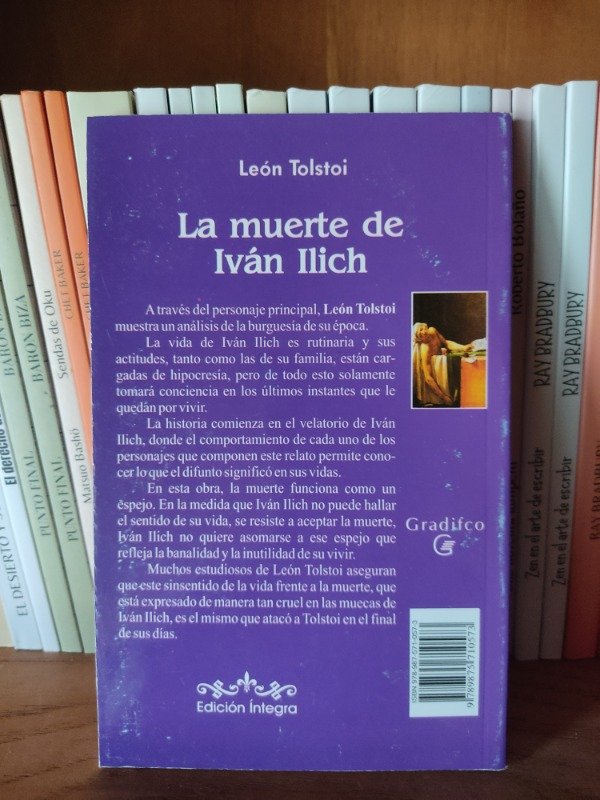 León Tolstoi
La muerte de
Iván Ilich
A través del personaje principal, León Tolstoi
muestra un análisis de la burguesía de su época.
La vida de Iván Ilich es rutinaria y sus
actitudes, tanto como las de su familia, están car-
gadas de hipocresía, pero de todo esto solamente
tomará conciencia en los últimos instantes que le
quedan por vivir.
La historia comienza en el velatorio de Iván
Ilich, donde el comportamiento de cada uno de los
personajes que componen este relato permite cono-
cer lo que el difunto significó en sus vidas.
En esta obra, la muerte funciona como un
espejo. En la medida que Iván Ilich no puede hallar
el sentido de su vida, se resiste a aceptar la muerte,
Iván Ilich no quiere asomarse a ese espejo que
refleja la banalidad y la inutilidad de su vivir.
Muchos estudiosos de León Tolstoi aseguran
que este sinsentido de la vida frente a la muerte, que
está expresado de manera tan cruel en las muecas de
Iván Ilich, es el mismo que atacó a Tolstoi en el final
de sus días.
Edición Íntegra
Gradifco
ISBN 978-987-571-057-3
9789875710573
EL DESIERTO Y
El derecho
BARON BIZA
PUNTO FINAL
BARON BIZA
PUNTO FINAL
Matsuo Bashō
Sendas de Oku
CHET BAKER
CHET BAKER
Roberto Bolaño
Zen en el arte de escribir
RAY BRADBURY
Zen en el arte de escribir
RAY BRADBURY